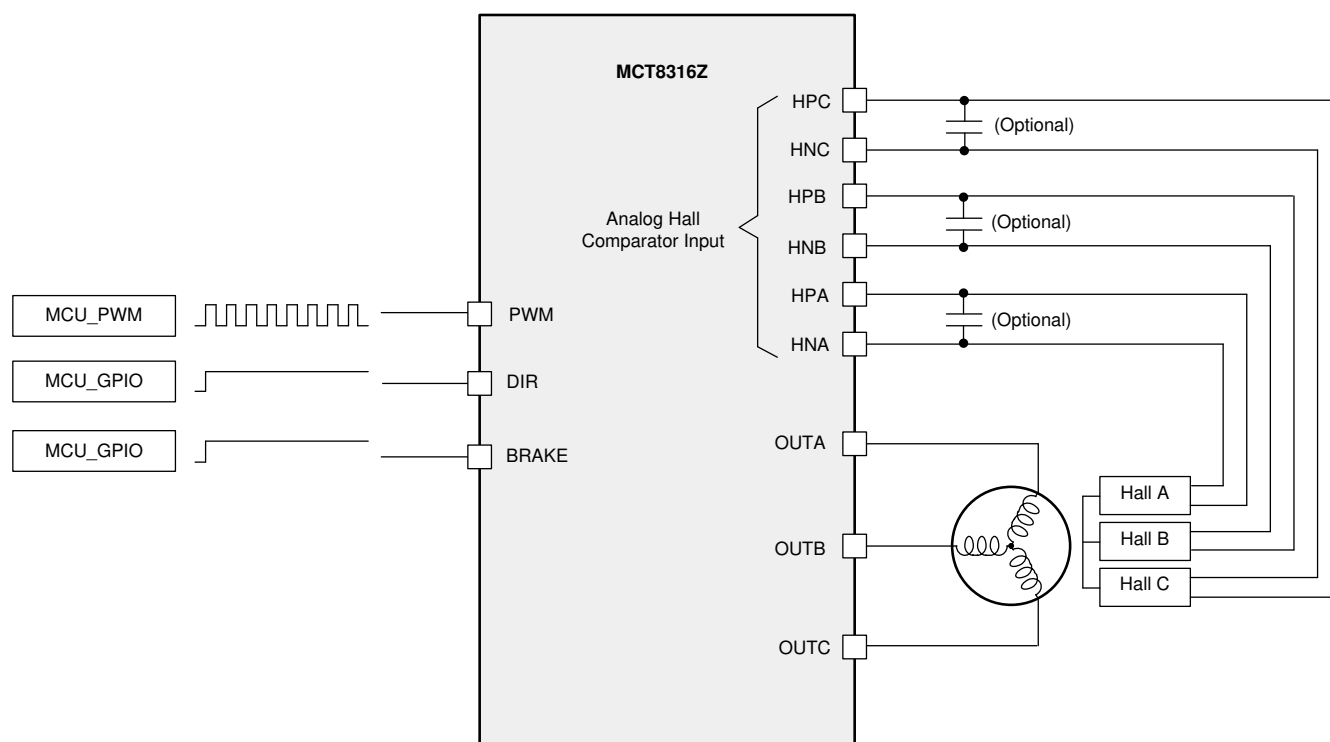 MCT8316Z
HPC
(Optional)
HNC
HPB
Analog Hall
Comparator Input
(Optional)
HNB
HPA
MCU_PWM
PWM
(Optional)
HNA
MCU_GPIO
DIR
OUTA
MCU_GPIO
BRAKE
Hall A
OUTB
Hall B
Hall C
OUTC